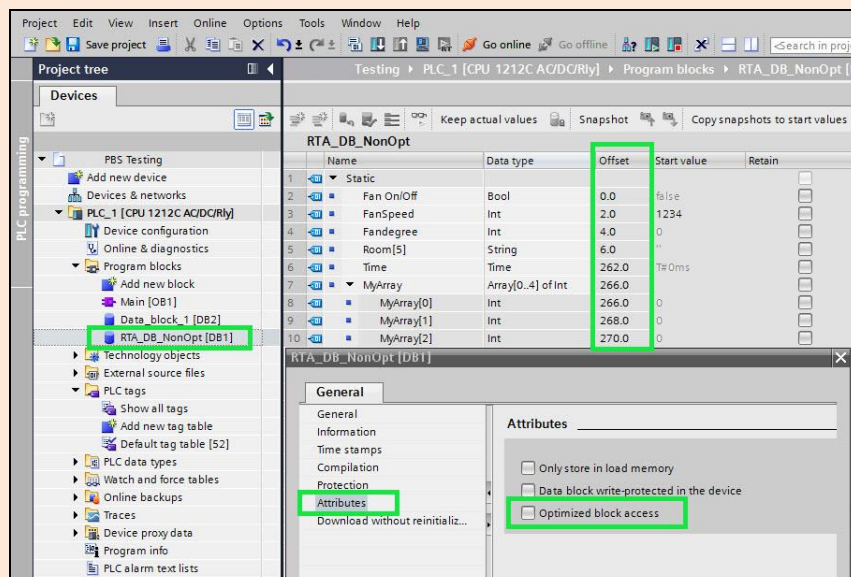 Project Edit View Insert Online Options Tools Window Help
Save project Go online Go offline <Search in proj
Project tree
Testing PLC_1 [CPU 1212C AC/DC/Rly] Program blocks RTA_DB_NonOpt [
Devices
Keep actual values Snapshot Copy snapshots to start values
PLC programming
RTA_DB_NonOpt
Name Data type Offset Start value Retain
1 Static
2 Fan On/Off Bool 0.0 false
3 FanSpeed Int 2.0 1234
4 Fandegree Int 4.0 0
5 Room[5] String 6.0 ''
6 Time Time 262.0 T#0ms
7 MyArray Array[0..4] of Int 266.0
8 MyArray[0] Int 266.0 0
9 MyArray[1] Int 268.0 0
10 MyArray[2] Int 270.0 0
PBS Testing
Add new device
Devices & networks
PLC_1 [CPU 1212C AC/DC/Rly]
Device configuration
Online & diagnostics
Program blocks
Add new block
Main [OB1]
Data_block_1 [DB2]
RTA_DB_NonOpt [DB1]
Technology objects
External source files
PLC tags
Show all tags
Add new tag table
Default tag table [52]
PLC data types
Watch and force tables
Online backups
Traces
Device proxy data
Program info
PLC alarm text lists
RTA_DB_NonOpt [DB1]
General
General
Information
Time stamps
Compilation
Protection
Attributes
Download without reinitializ...
Attributes
Only store in load memory
Data block write-protected in the device
Optimized block access